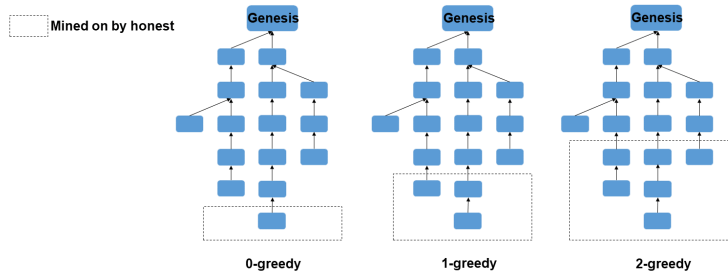 Mined on by honest
Genesis
Genesis
Genesis
0-greedy
1-greedy
2-greedy